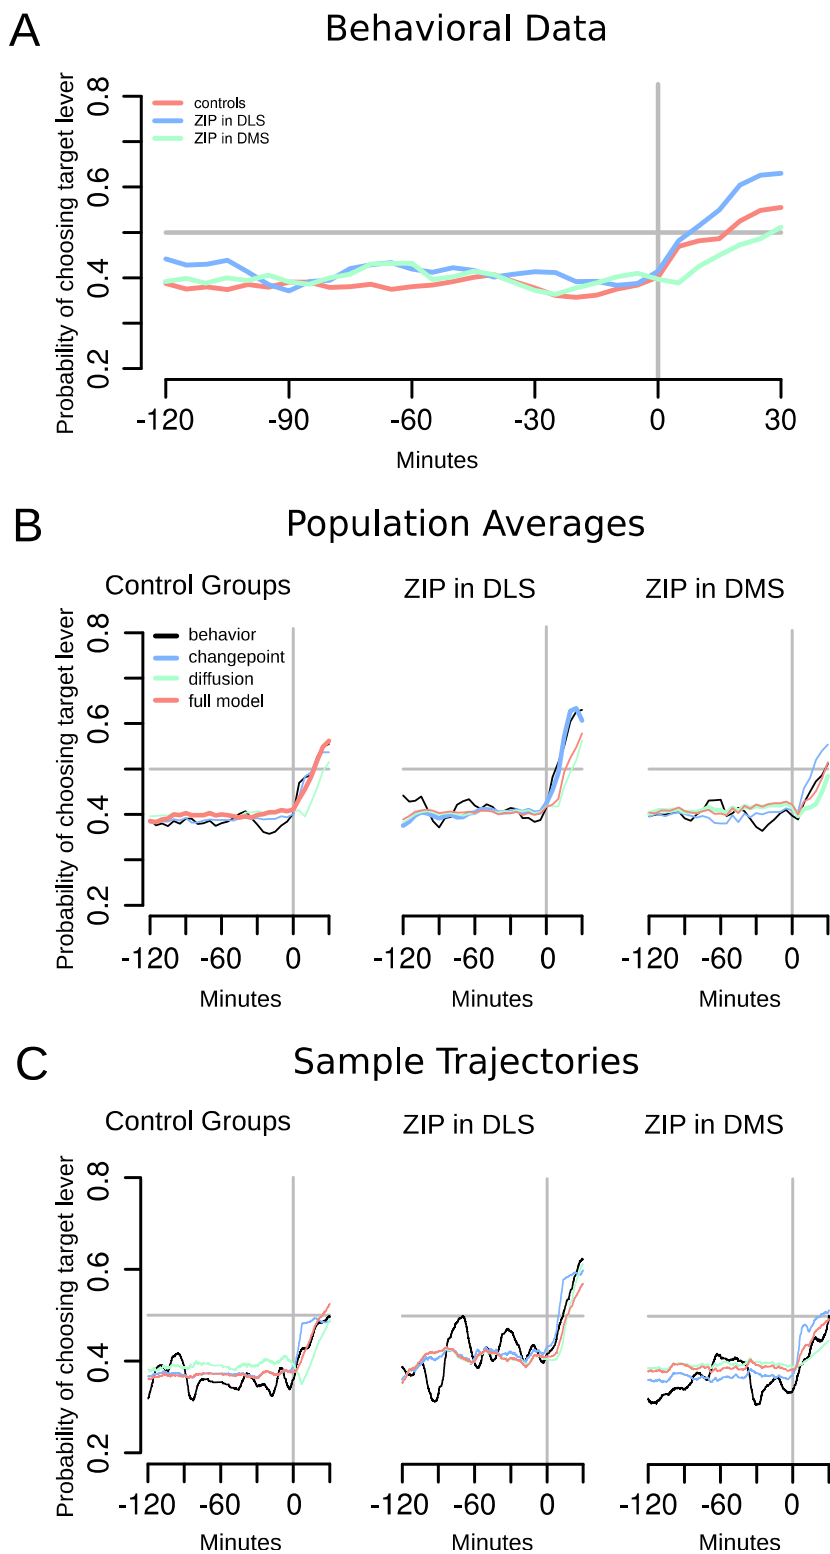 A
Behavioral Data
Probability of choosing target lever
0.8
0.6
0.4
0.2
controls
ZIP in DLS
ZIP in DMS
-120 -90 -60 -30 0 30
Minutes
B
Population Averages
Control Groups ZIP in DLS ZIP in DMS
Probability of choosing target lever
0.8
0.6
0.4
0.2
behavior
changepoint
diffusion
full model
-120 -60 0 -120 -60 0 -120 -60 0
Minutes Minutes Minutes
C
Sample Trajectories
Control Groups ZIP in DLS ZIP in DMS
Probability of choosing target lever
0.8
0.6
0.4
0.2
-120 -60 0 -120 -60 0 -120 -60 0
Minutes Minutes Minutes